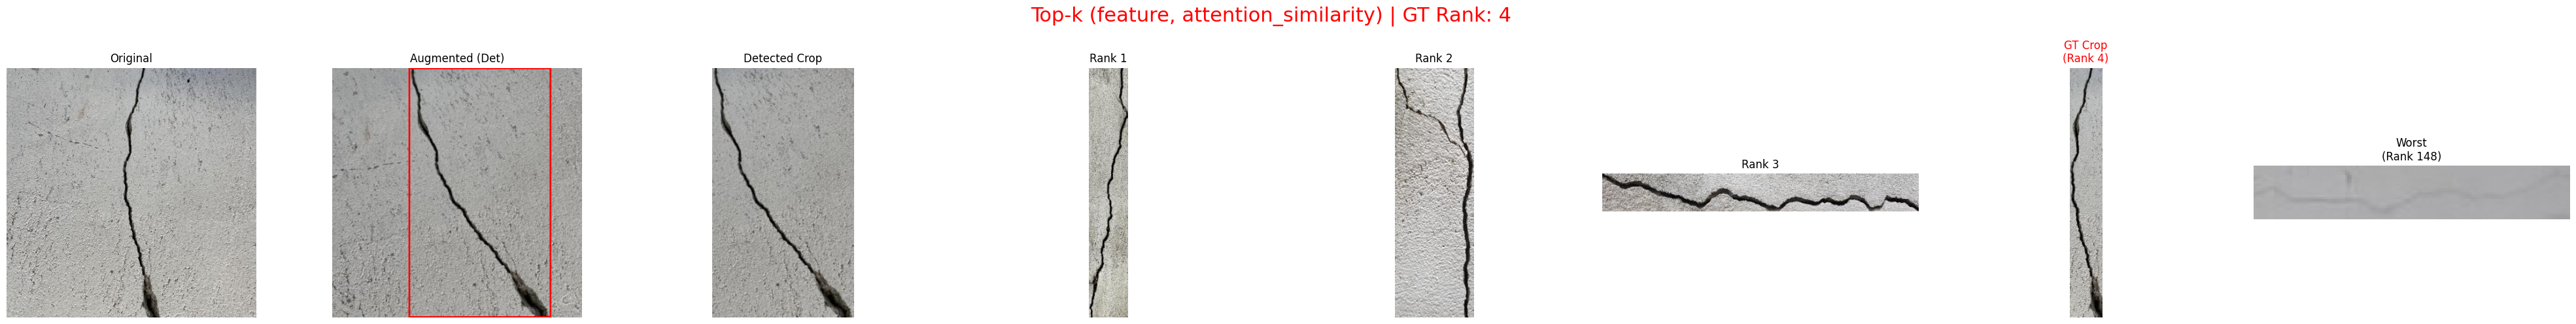 Top-k (feature, attention_similarity) | GT Rank: 4
Original
Augmented (Det)
Detected Crop
Rank 1
Rank 2
Rank 3
GT Crop
(Rank 4)
Worst
(Rank 148)